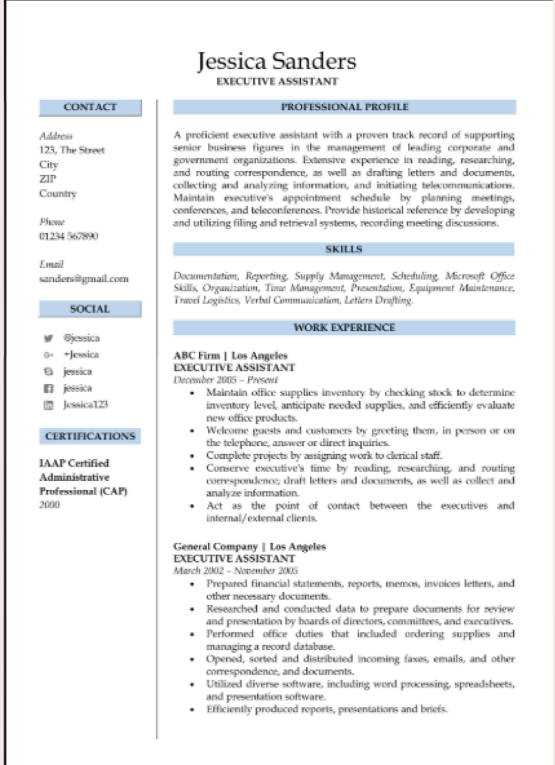 Jessica Sanders
EXECUTIVE ASSISTANT
CONTACT
Address
123, The Street
City
ZIP
Country
Phone
01234 567890
Email
sanders@gmail.com
SOCIAL
@jessica
+Jessica
jessica
jessica
Jessica123
CERTIFICATIONS
IAAP Certified
Administrative
Professional (CAP)
2000
PROFESSIONAL PROFILE
A proficient executive assistant with a proven track record of supporting
senior business figures in the management of leading corporate and
government organizations. Extensive experience in reading, researching,
and routing correspondence, as well as drafting letters and documents,
collecting and analyzing information, and initiating telecommunications.
Maintain executive's appointment schedule by planning meetings,
conferences, and teleconferences. Provide historical reference by developing
and utilizing filing and retrieval systems, recording meeting discussions.
SKILLS
Documentation, Reporting, Supply Management, Scheduling, Microsoft Office
Skills, Organization, Time Management, Presentation, Equipment Maintenance,
Travel Logistics, Verbal Communication, Letters Drafting.
WORK EXPERIENCE
ABC Firm | Los Angeles
EXECUTIVE ASSISTANT
December 2005 – Present
• Maintain office supplies inventory by checking stock to determine
inventory level, anticipate needed supplies, and efficiently evaluate
new office products.
• Welcome guests and customers by greeting them, in person or on
the telephone, answer or direct inquiries.
• Complete projects by assigning work to clerical staff.
• Conserve executive's time by reading, researching, and routing
correspondence; draft letters and documents, as well as collect and
analyze information.
• Act as the point of contact between the executives and
internal/external clients.
General Company | Los Angeles
EXECUTIVE ASSISTANT
March 2002 – November 2005
• Prepared financial statements, reports, memos, invoices letters, and
other necessary documents.
• Researched and conducted data to prepare documents for review
and presentation by boards of directors, committees, and executives.
• Performed office duties that included ordering supplies and
managing a record database.
• Opened, sorted and distributed incoming faxes, emails, and other
correspondence, and documents.
• Utilized diverse software, including word processing, spreadsheets,
and presentation software.
• Efficiently produced reports, presentations and briefs.